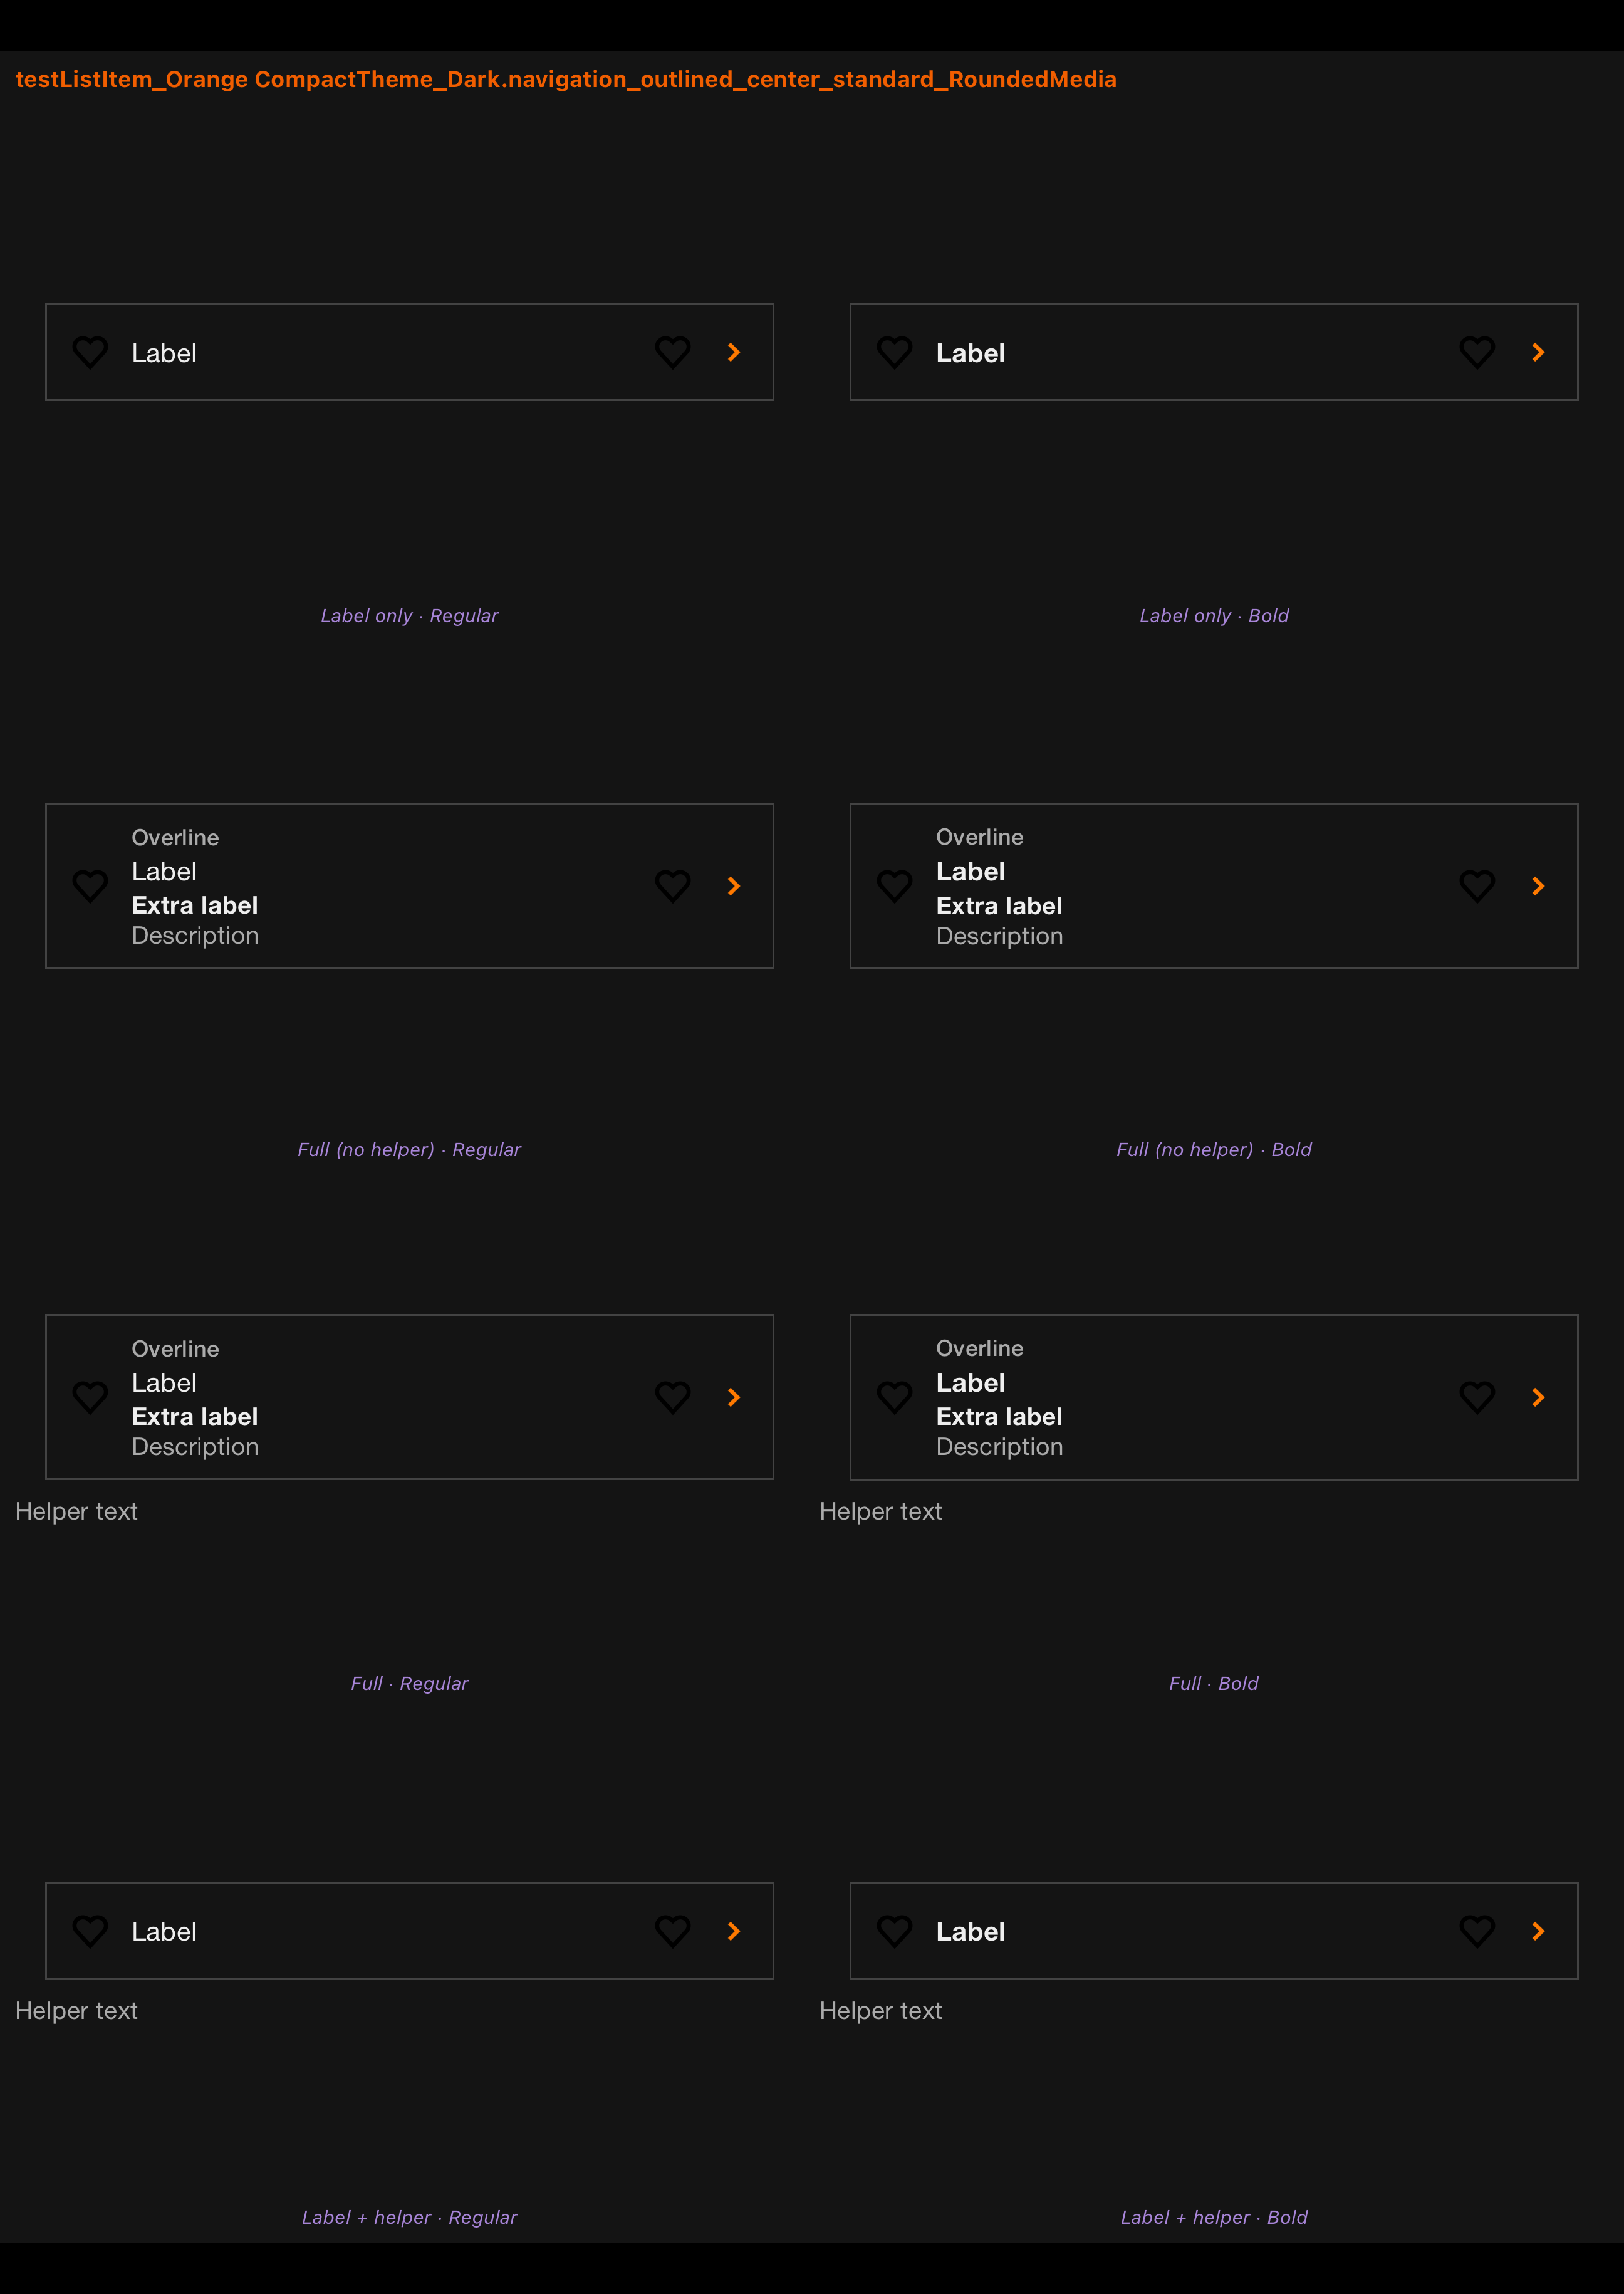 testListItem_Orange CompactTheme_Dark.navigation_outlined_center_standard_RoundedMedia
Label
Label
Label only · Regular
Label only · Bold
Overline
Label
Extra label
Description
Overline
Label
Extra label
Description
Full (no helper) · Regular
Full (no helper) · Bold
Overline
Label
Extra label
Description
Helper text
Overline
Label
Extra label
Description
Helper text
Full · Regular
Full · Bold
Label
Helper text
Label
Helper text
Label + helper · Regular
Label + helper · Bold